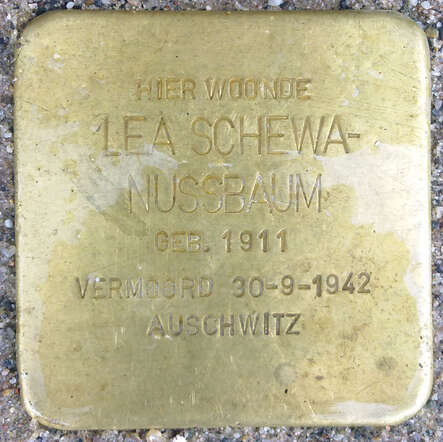 HIER WOONDE
LEA SCHEWA-
NUSSBAUM
GEB. 1911
VERMOORD 30-9-1942
AUSCHWITZ